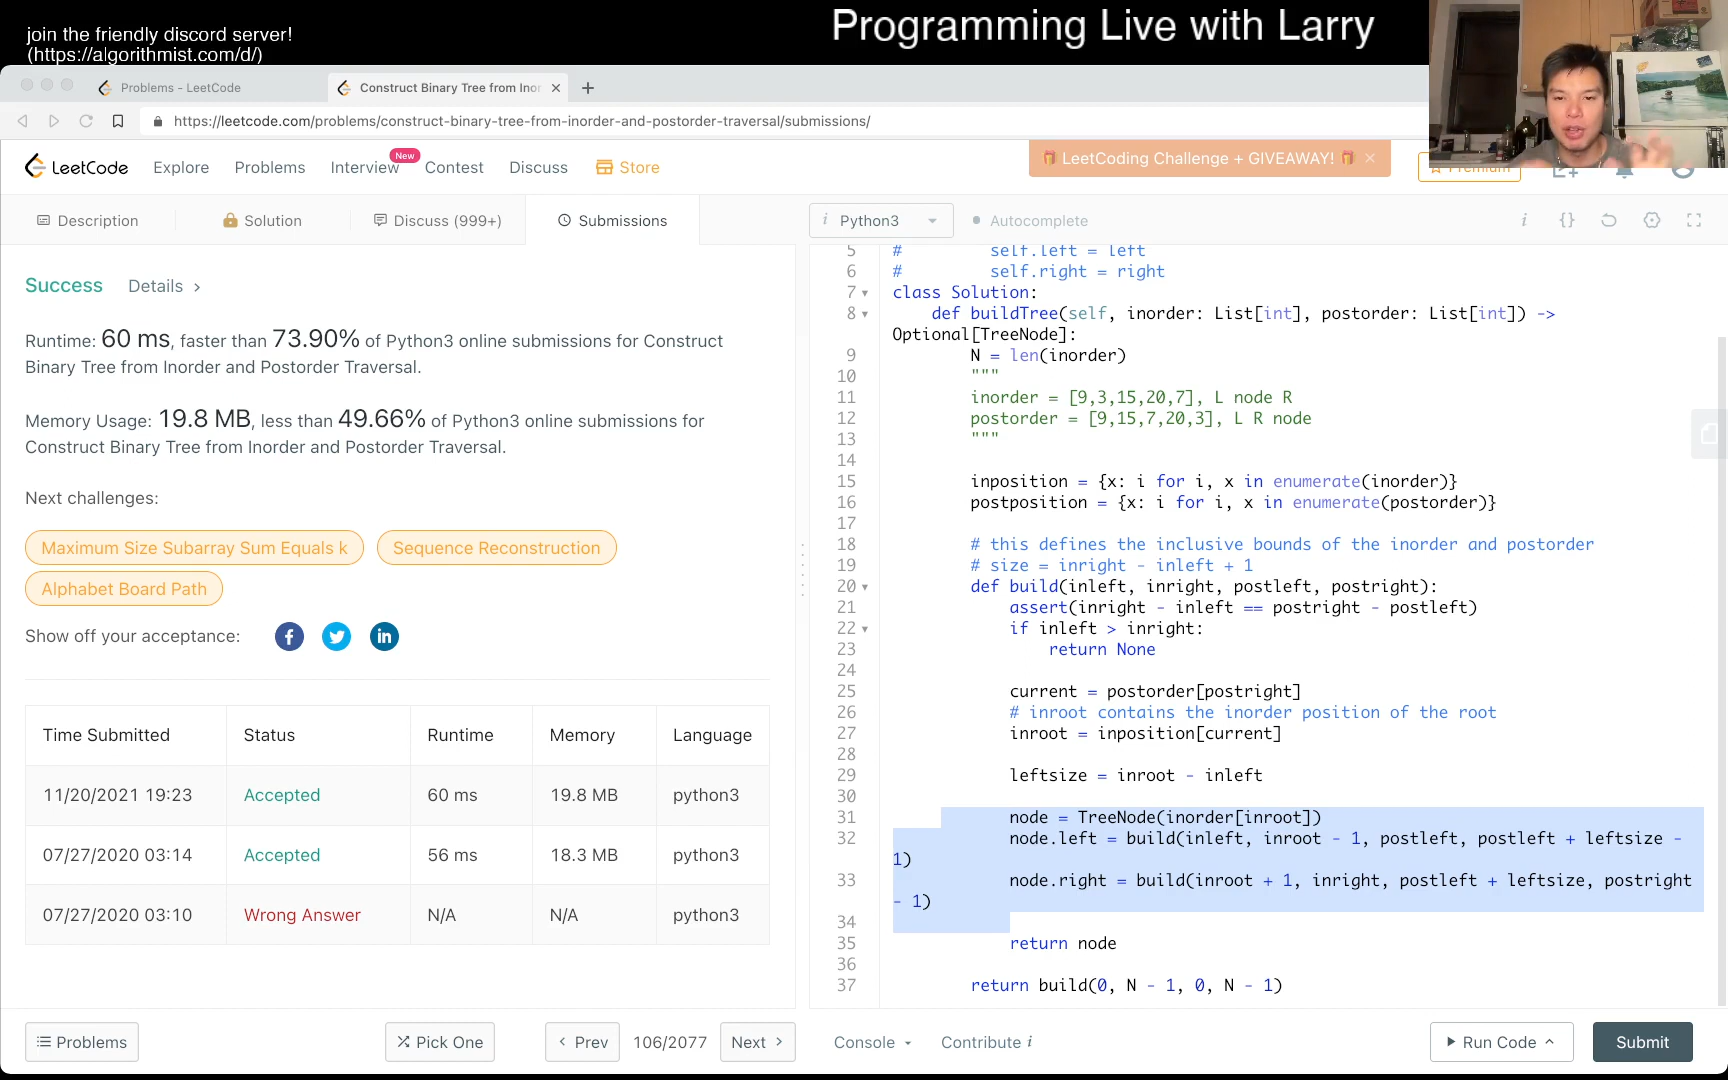 join the friendly discord server!
(https://algorithmist.com/d/)
Programming Live with Larry
Problems - LeetCode
Construct Binary Tree from Inor
https://leetcode.com/problems/construct-binary-tree-from-inorder-and-postorder-traversal/submissions/
LeetCode
Explore
Problems
Interview
New
Contest
Discuss
Store
LeetCoding Challenge + GIVEAWAY!
Premium
Description
Solution
Discuss (999+)
Submissions
i Python3
Autocomplete
Success
Details >
Runtime: 60 ms, faster than 73.90% of Python3 online submissions for Construct
Binary Tree from Inorder and Postorder Traversal.
Memory Usage: 19.8 MB, less than 49.66% of Python3 online submissions for
Construct Binary Tree from Inorder and Postorder Traversal.
Next challenges:
Maximum Size Subarray Sum Equals k
Sequence Reconstruction
Alphabet Board Path
Show off your acceptance:
Time Submitted Status Runtime Memory Language
11/20/2021 19:23 Accepted 60 ms 19.8 MB python3
07/27/2020 03:14 Accepted 56 ms 18.3 MB python3
07/27/2020 03:10 Wrong Answer N/A N/A python3
5 # self.left = left
6 # self.right = right
7 class Solution:
8 def buildTree(self, inorder: List[int], postorder: List[int]) ->
Optional[TreeNode]:
9 N = len(inorder)
10 """
11 inorder = [9,3,15,20,7], L node R
12 postorder = [9,15,7,20,3], L R node
13 """
14
15 inposition = {x: i for i, x in enumerate(inorder)}
16 postposition = {x: i for i, x in enumerate(postorder)}
17
18 # this defines the inclusive bounds of the inorder and postorder
19 # size = inright - inleft + 1
20 def build(inleft, inright, postleft, postright):
21 assert(inright - inleft == postright - postleft)
22 if inleft > inright:
23 return None
24
25 current = postorder[postright]
26 # inroot contains the inorder position of the root
27 inroot = inposition[current]
28
29 leftsize = inroot - inleft
30
31 node = TreeNode(inorder[inroot])
32 node.left = build(inleft, inroot - 1, postleft, postleft + leftsize -
1)
33 node.right = build(inroot + 1, inright, postleft + leftsize, postright
- 1)
34
35 return node
36
37 return build(0, N - 1, 0, N - 1)
Problems
Pick One
< Prev
106/2077
Next >
Console
Contribute i
Run Code
Submit